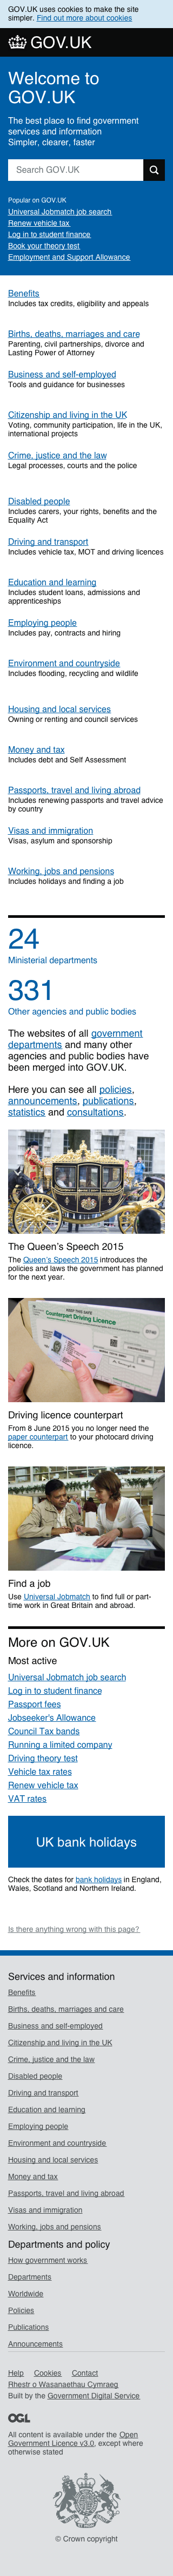 GOV.UK uses cookies to make the site
simpler. Find out more about cookies
GOV.UK
Welcome to
GOV.UK
The best place to find government
services and information
Simpler, clearer, faster
Search GOV.UK
Popular on GOV.UK
Universal Jobmatch job search
Renew vehicle tax
Log in to student finance
Book your theory test
Employment and Support Allowance
Benefits
Includes tax credits, eligibility and appeals
Births, deaths, marriages and care
Parenting, civil partnerships, divorce and
Lasting Power of Attorney
Business and self-employed
Tools and guidance for businesses
Citizenship and living in the UK
Voting, community participation, life in the UK,
international projects
Crime, justice and the law
Legal processes, courts and the police
Disabled people
Includes carers, your rights, benefits and the
Equality Act
Driving and transport
Includes vehicle tax, MOT and driving licences
Education and learning
Includes student loans, admissions and
apprenticeships
Employing people
Includes pay, contracts and hiring
Environment and countryside
Includes flooding, recycling and wildlife
Housing and local services
Owning or renting and council services
Money and tax
Includes debt and Self Assessment
Passports, travel and living abroad
Includes renewing passports and travel advice
by country
Visas and immigration
Visas, asylum and sponsorship
Working, jobs and pensions
Includes holidays and finding a job
24
Ministerial departments
331
Other agencies and public bodies
The websites of all government
departments and many other
agencies and public bodies have
been merged into GOV.UK.
Here you can see all policies,
announcements, publications,
statistics and consultations.
The Queen's Speech 2015
The Queen's Speech 2015 introduces the
policies and laws the government has planned
for the next year.
Counterpart Driving Licence
Driving licence counterpart
From 8 June 2015 you no longer need the
paper counterpart to your photocard driving
licence.
Find a job
Use Universal Jobmatch to find full or part-
time work in Great Britain and abroad.
More on GOV.UK
Most active
Universal Jobmatch job search
Log in to student finance
Passport fees
Jobseeker's Allowance
Council Tax bands
Running a limited company
Driving theory test
Vehicle tax rates
Renew vehicle tax
VAT rates
UK bank holidays
Check the dates for bank holidays in England,
Wales, Scotland and Northern Ireland.
Is there anything wrong with this page?
Services and information
Benefits
Births, deaths, marriages and care
Business and self-employed
Citizenship and living in the UK
Crime, justice and the law
Disabled people
Driving and transport
Education and learning
Employing people
Environment and countryside
Housing and local services
Money and tax
Passports, travel and living abroad
Visas and immigration
Working, jobs and pensions
Departments and policy
How government works
Departments
Worldwide
Policies
Publications
Announcements
Help Cookies Contact
Rhestr o Wasanaethau Cymraeg
Built by the Government Digital Service
OGL
All content is available under the Open
Government Licence v3.0, except where
otherwise stated
© Crown copyright